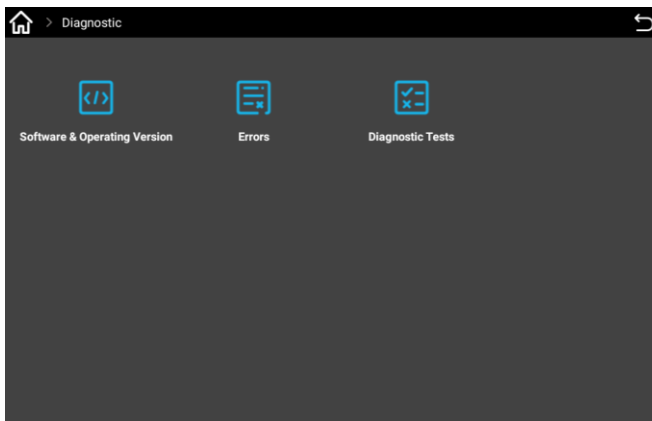 Diagnostic
Software & Operating Version
Errors
Diagnostic Tests